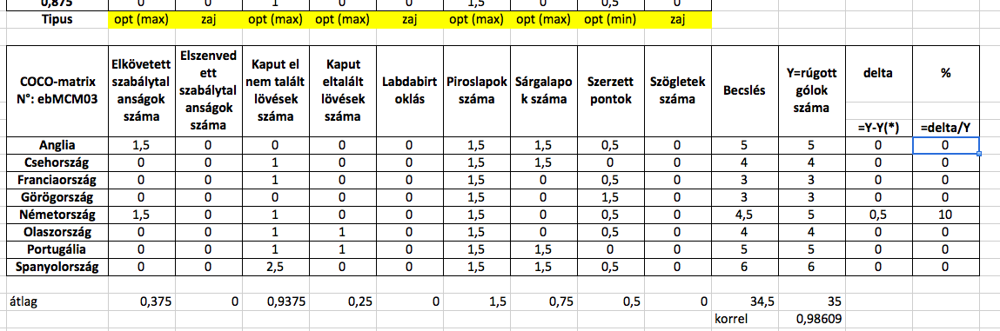 0,875 0 0 1 0 0 1,5 0 0,5 0
Tipus opt (max) zaj opt (max) opt (max) zaj opt (max) opt (max) opt (min) zaj
COCO-matrix N°: ebMCM03 Elkövetett szabálytalanságok száma Elszenvedett szabálytalanságok száma Kaput el nem talált lövések száma Kaput eltalált lövések száma Labdabirtoklás Piroslapok száma Sárgalapok száma Szerzett pontok Szögletek száma Becslés Y=rúgott gólok száma delta %
=Y-Y(*) =delta/Y
Anglia 1,5 0 0 0 0 1,5 1,5 0,5 0 5 5 0 0
Csehország 0 0 1 0 0 1,5 1,5 0 0 4 4 0 0
Franciaország 0 0 1 0 0 1,5 0 0,5 0 3 3 0 0
Görögország 0 0 0 0 0 1,5 0 1,5 0 3 3 0 0
Németország 1,5 0 1 0 0 1,5 0 0,5 0 4,5 5 0,5 10
Olaszország 0 0 1 1 0 1,5 0 0,5 0 4 4 0 0
Portugália 0 0 1 1 0 1,5 1,5 0 0 5 5 0 0
Spanyolország 0 0 2,5 0 0 1,5 1,5 0,5 0 6 6 0 0
átlag 0,375 0 0,9375 0,25 0 1,5 0,75 0,5 0 34,5 35
korrel 0,98609